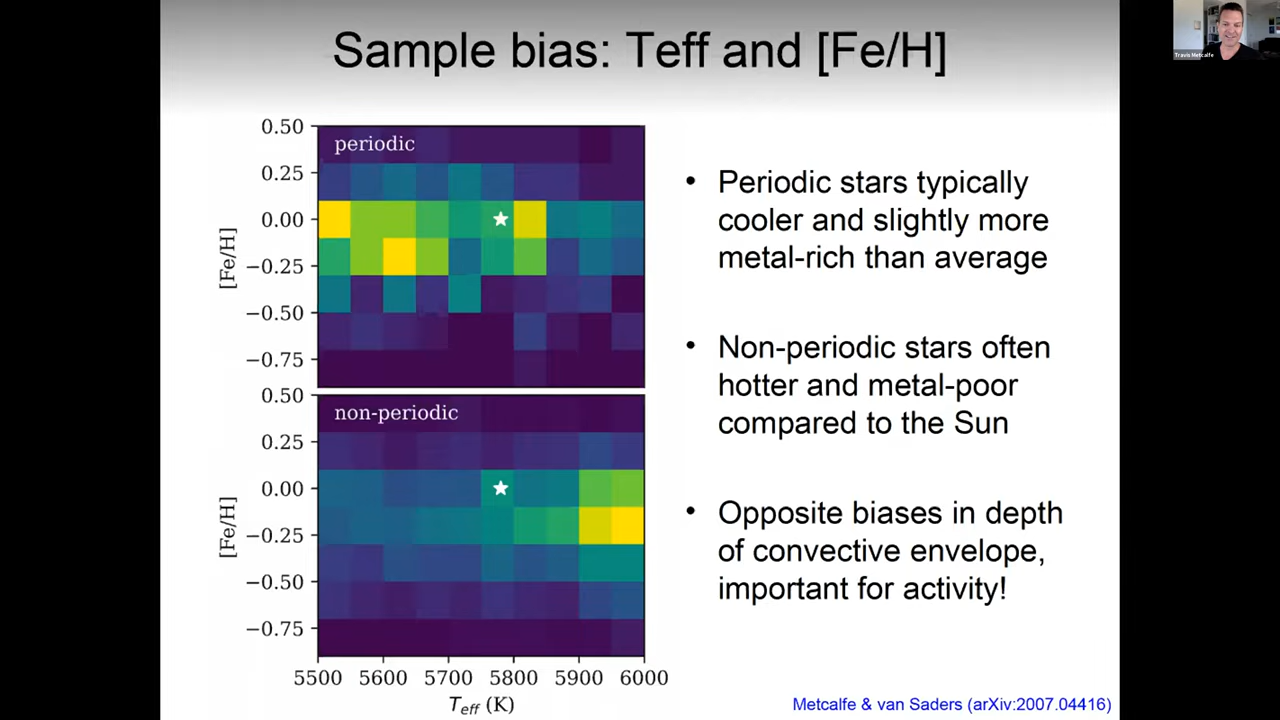 Sample bias: Teff and [Fe/H]
Travis Metcalfe
periodic
0.50
0.25
0.00
−0.25
−0.50
−0.75
[Fe/H]
non-periodic
0.50
0.25
0.00
−0.25
−0.50
−0.75
[Fe/H]
5500 5600 5700 5800 5900 6000
Teff (K)
• Periodic stars typically
cooler and slightly more
metal-rich than average
• Non-periodic stars often
hotter and metal-poor
compared to the Sun
• Opposite biases in depth
of convective envelope,
important for activity!
Metcalfe & van Saders (arXiv:2007.04416)